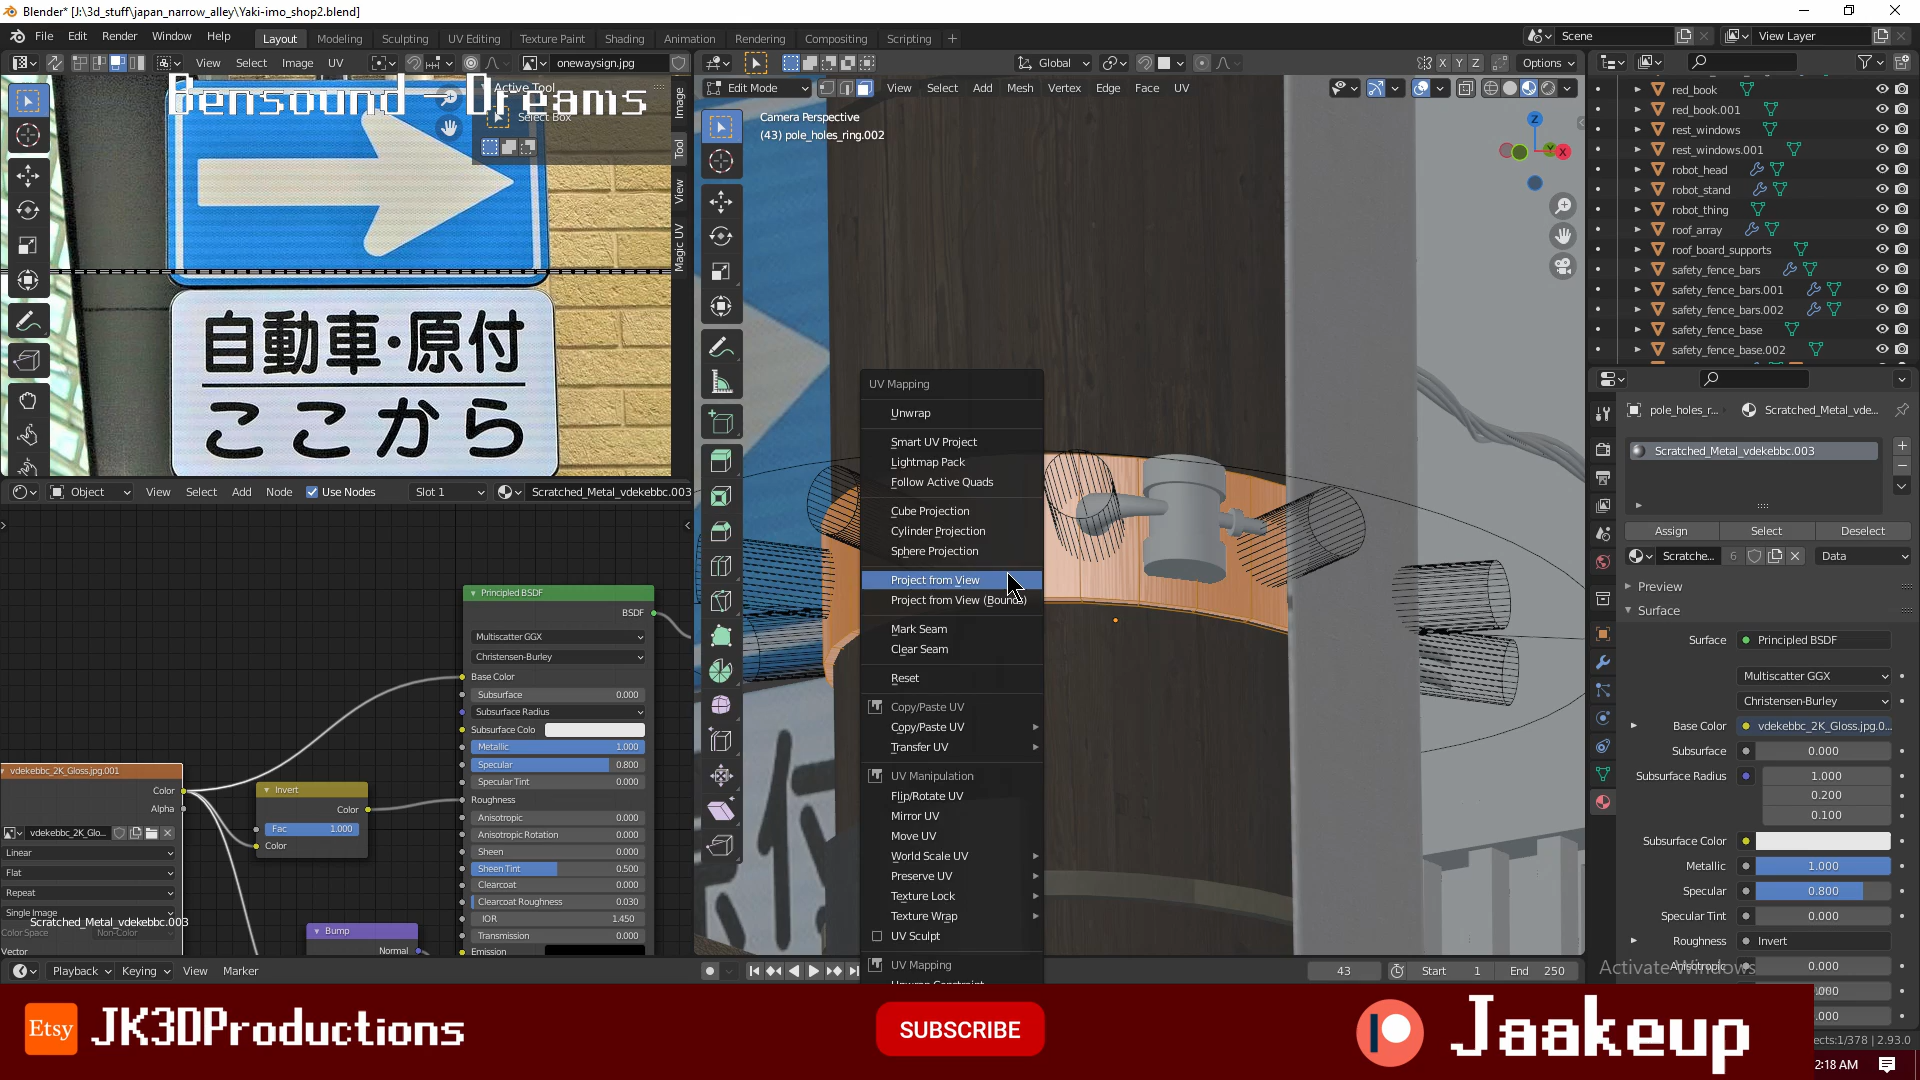 Blender* [J:\3d_stuff\japan_narrow_alley\Yaki-imo_shop2.blend]
File Edit Render Window Help Layout Modeling Sculpting UV Editing Texture Paint Shading Animation Rendering Compositing Scripting +
Scene View Layer
View Select Image UV onewaysign.jpg
Global X Y Z Options
Bensound - Dreams
Active Tool
Select Box
Image
Tool
View
Magic UV
自動車・原付
ここから
Edit Mode View Select Add Mesh Vertex Edge Face UV
Camera Perspective
(43) pole_holes_ring.002
Z
X
UV Mapping
Unwrap
Smart UV Project
Lightmap Pack
Follow Active Quads
Cube Projection
Cylinder Projection
Sphere Projection
Project from View
Project from View (Bounds)
Mark Seam
Clear Seam
Reset
Copy/Paste UV
Copy/Paste UV
Transfer UV
UV Manipulation
Flip/Rotate UV
Mirror UV
Move UV
World Scale UV
Preserve UV
Texture Lock
Texture Wrap
UV Sculpt
UV Mapping
red_book
red_book.001
rest_windows
rest_windows.001
robot_head
robot_stand
robot_thing
roof_array
roof_board_supports
safety_fence_bars
safety_fence_bars.001
safety_fence_bars.002
safety_fence_base
safety_fence_base.002
pole_holes_r... Scratched_Metal_vde...
Scratched_Metal_vdekebbc.003
Assign Select Deselect
Scratche... 6 Data
Preview
Surface
Surface Principled BSDF
Multiscatter GGX
Christensen-Burley
Base Color vdekebbc_2K_Gloss.jpg.0...
Subsurface 0.000
Subsurface Radius 1.000
0.200
0.100
Subsurface Color
Metallic 1.000
Specular 0.800
Specular Tint 0.000
Roughness Invert
Anisotropic 0.000
Activate Windows
Object View Select Add Node Use Nodes Slot 1 Scratched_Metal_vdekebbc.003
Principled BSDF
BSDF
Multiscatter GGX
Christensen-Burley
Base Color
Subsurface 0.000
Subsurface Radius
Subsurface Colo
Metallic 1.000
Specular 0.800
Specular Tint 0.000
Roughness
Anisotropic 0.000
Anisotropic Rotation 0.000
Sheen 0.000
Sheen Tint 0.500
Clearcoat 0.000
Clearcoat Roughness 0.030
IOR 1.450
Transmission 0.000
Emission
vdekebbc_2K_Gloss.jpg.001
Color
Alpha
vdekebbc_2K_Glo...
Linear
Flat
Repeat
Single Image
Color Space Non-Color
Vector
Scratched_Metal_vdekebbc.003
Invert
Color
Fac 1.000
Color
Bump
Normal
Playback Keying View Marker
43 Start 1 End 250
Etsy JK3DProductions
SUBSCRIBE
Jaakeup
ects:1/378 | 2.93.0
2:18 AM